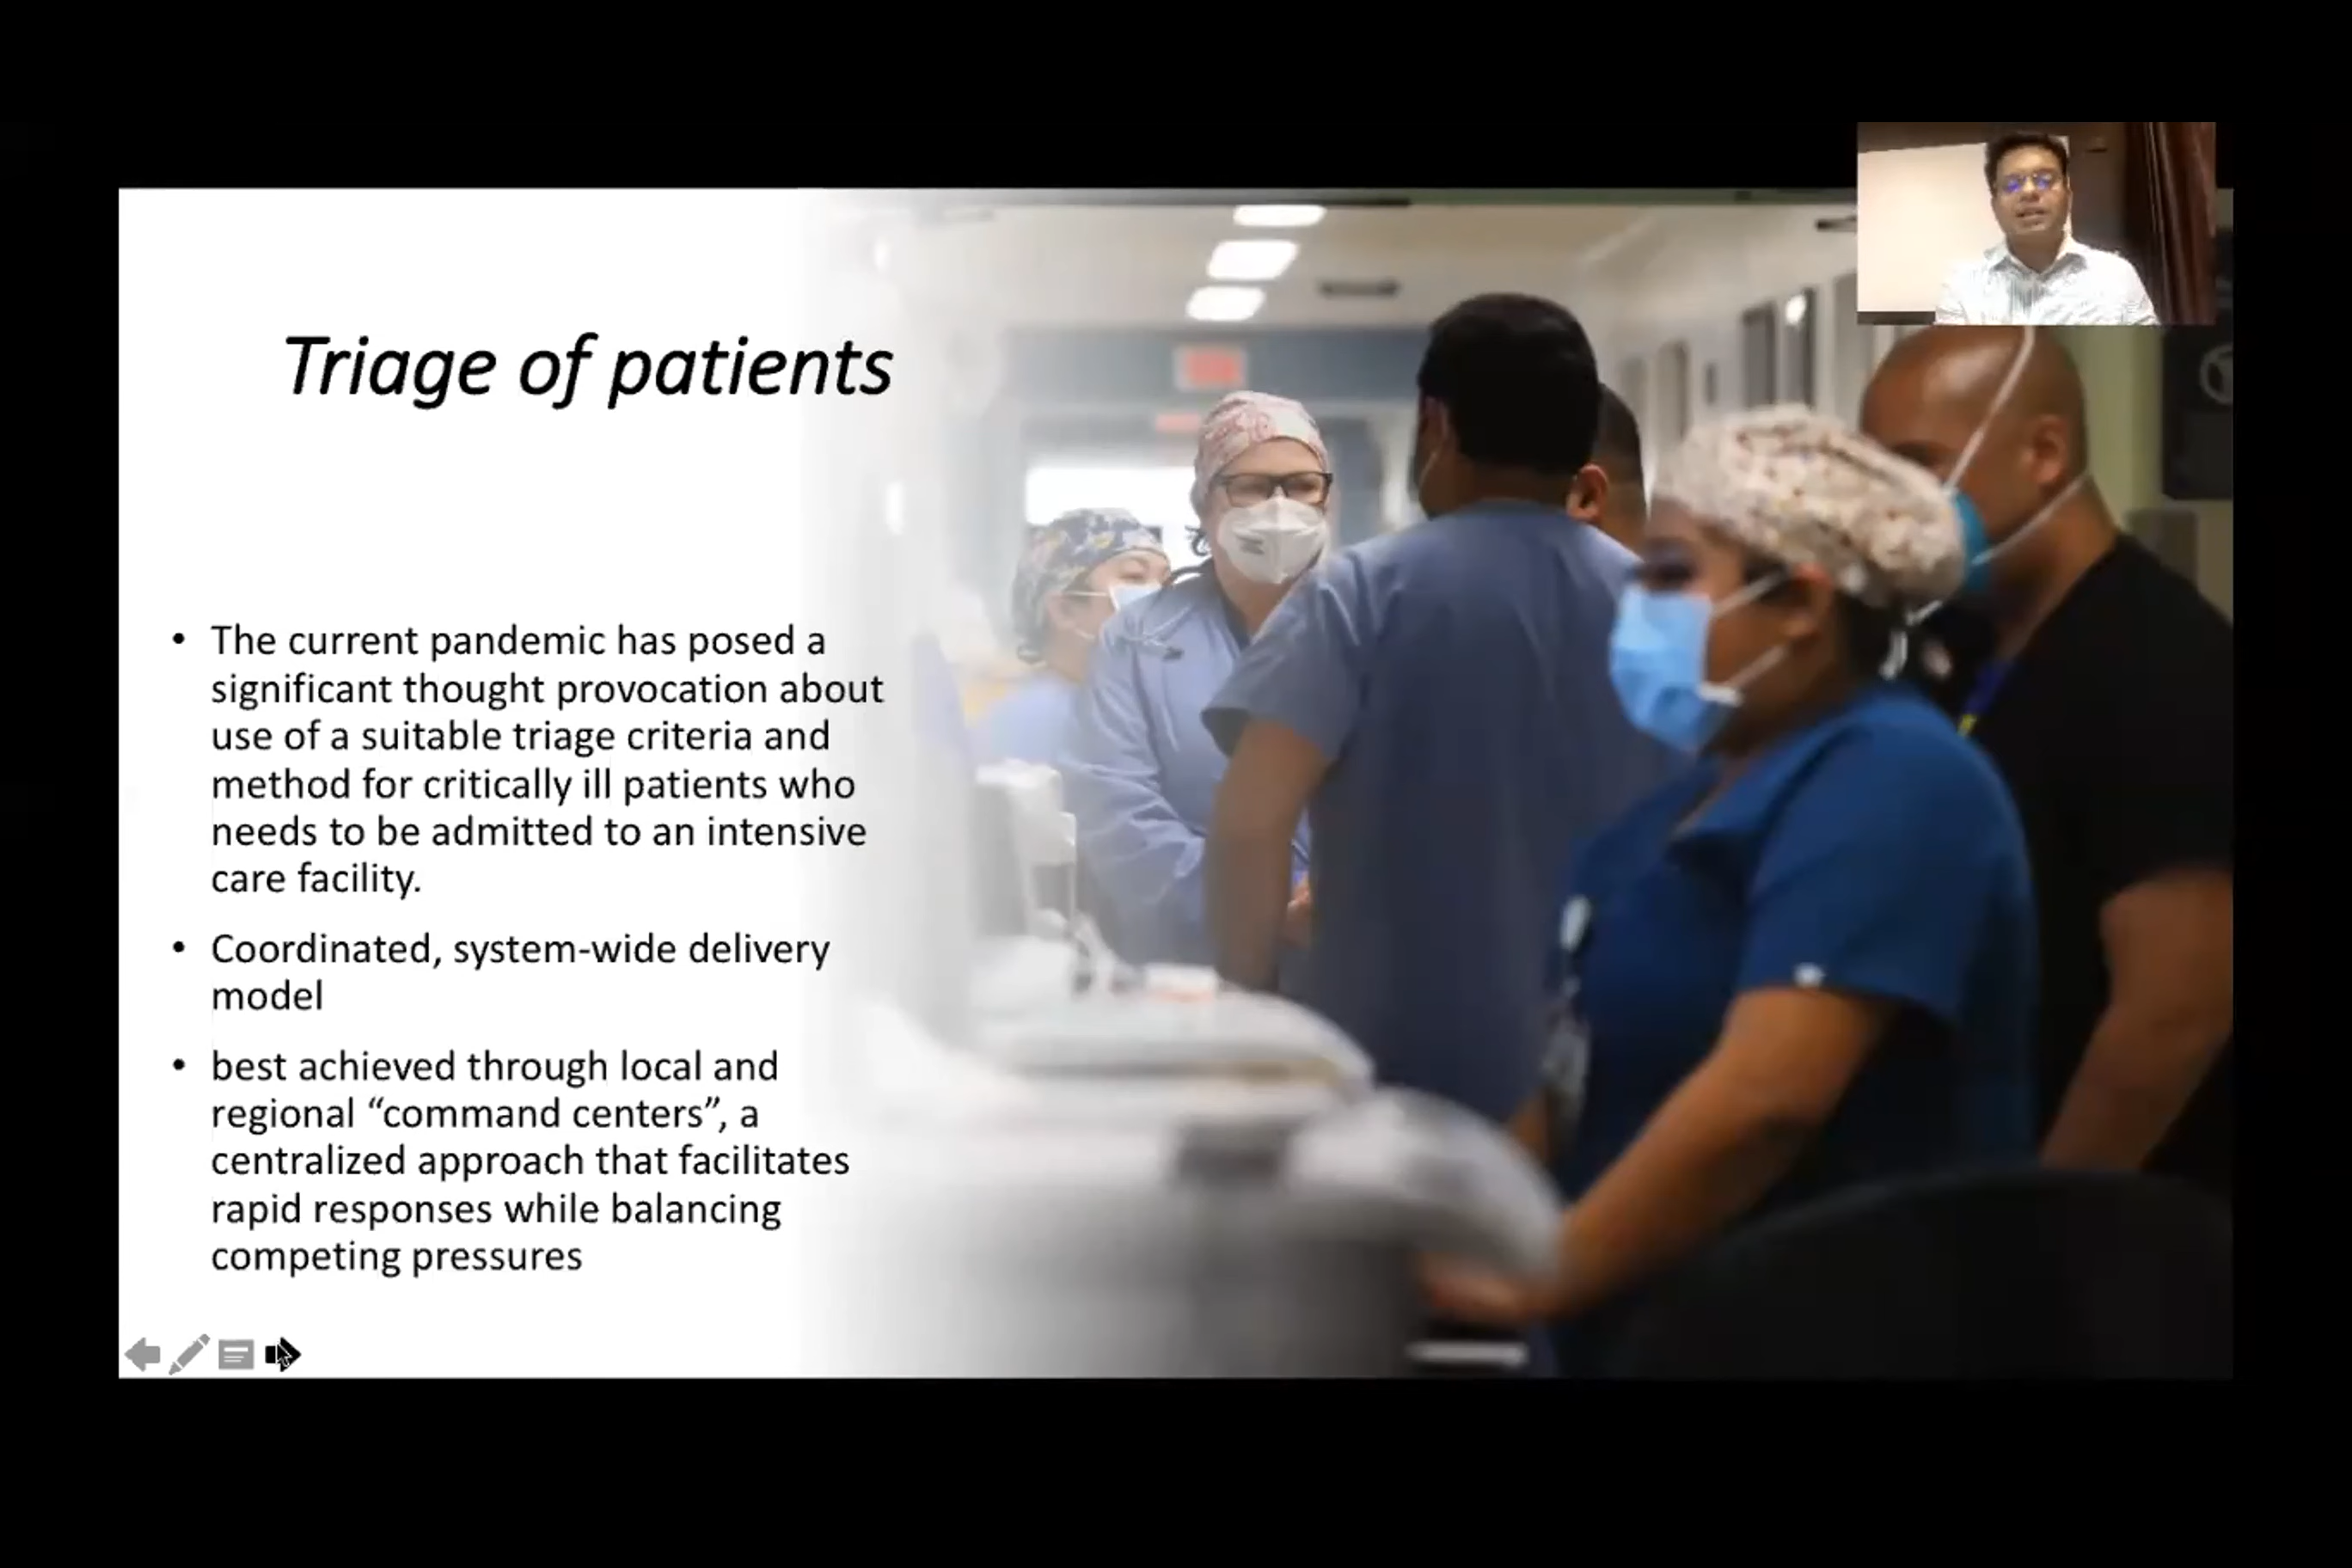 Triage of patients
• The current pandemic has posed a
significant thought provocation about
use of a suitable triage criteria and
method for critically ill patients who
needs to be admitted to an intensive
care facility.
• Coordinated, system-wide delivery
model
• best achieved through local and
regional “command centers”, a
centralized approach that facilitates
rapid responses while balancing
competing pressures